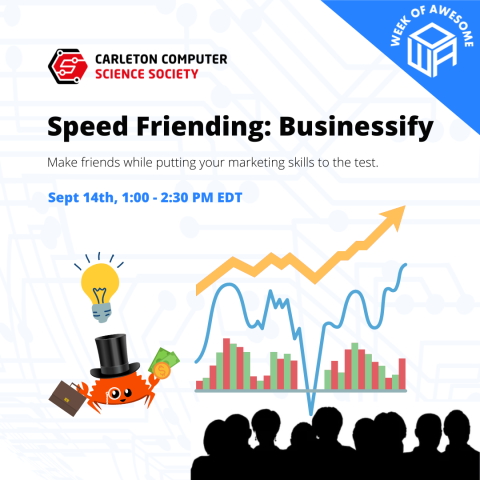 WEEK OF AWESOME
WA
CARLETON COMPUTER
SCIENCE SOCIETY
Speed Friending: Businessify
Make friends while putting your marketing skills to the test.
Sept 14th, 1:00 - 2:30 PM EDT